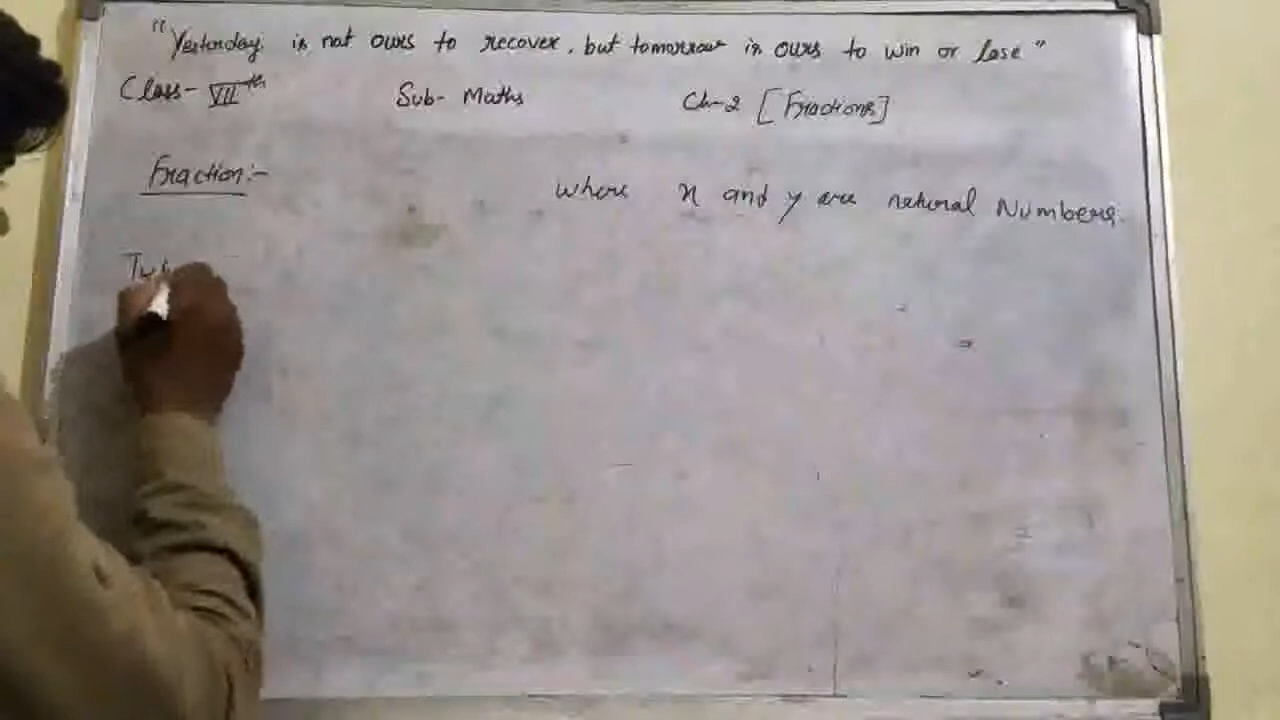 "Yesterday is not ours to recover, but tomorrow is ours to win or lose"
Class- VIIth Sub- Maths Ch-2 [Fractions]
Fraction:- where x and y are natural Numbers.